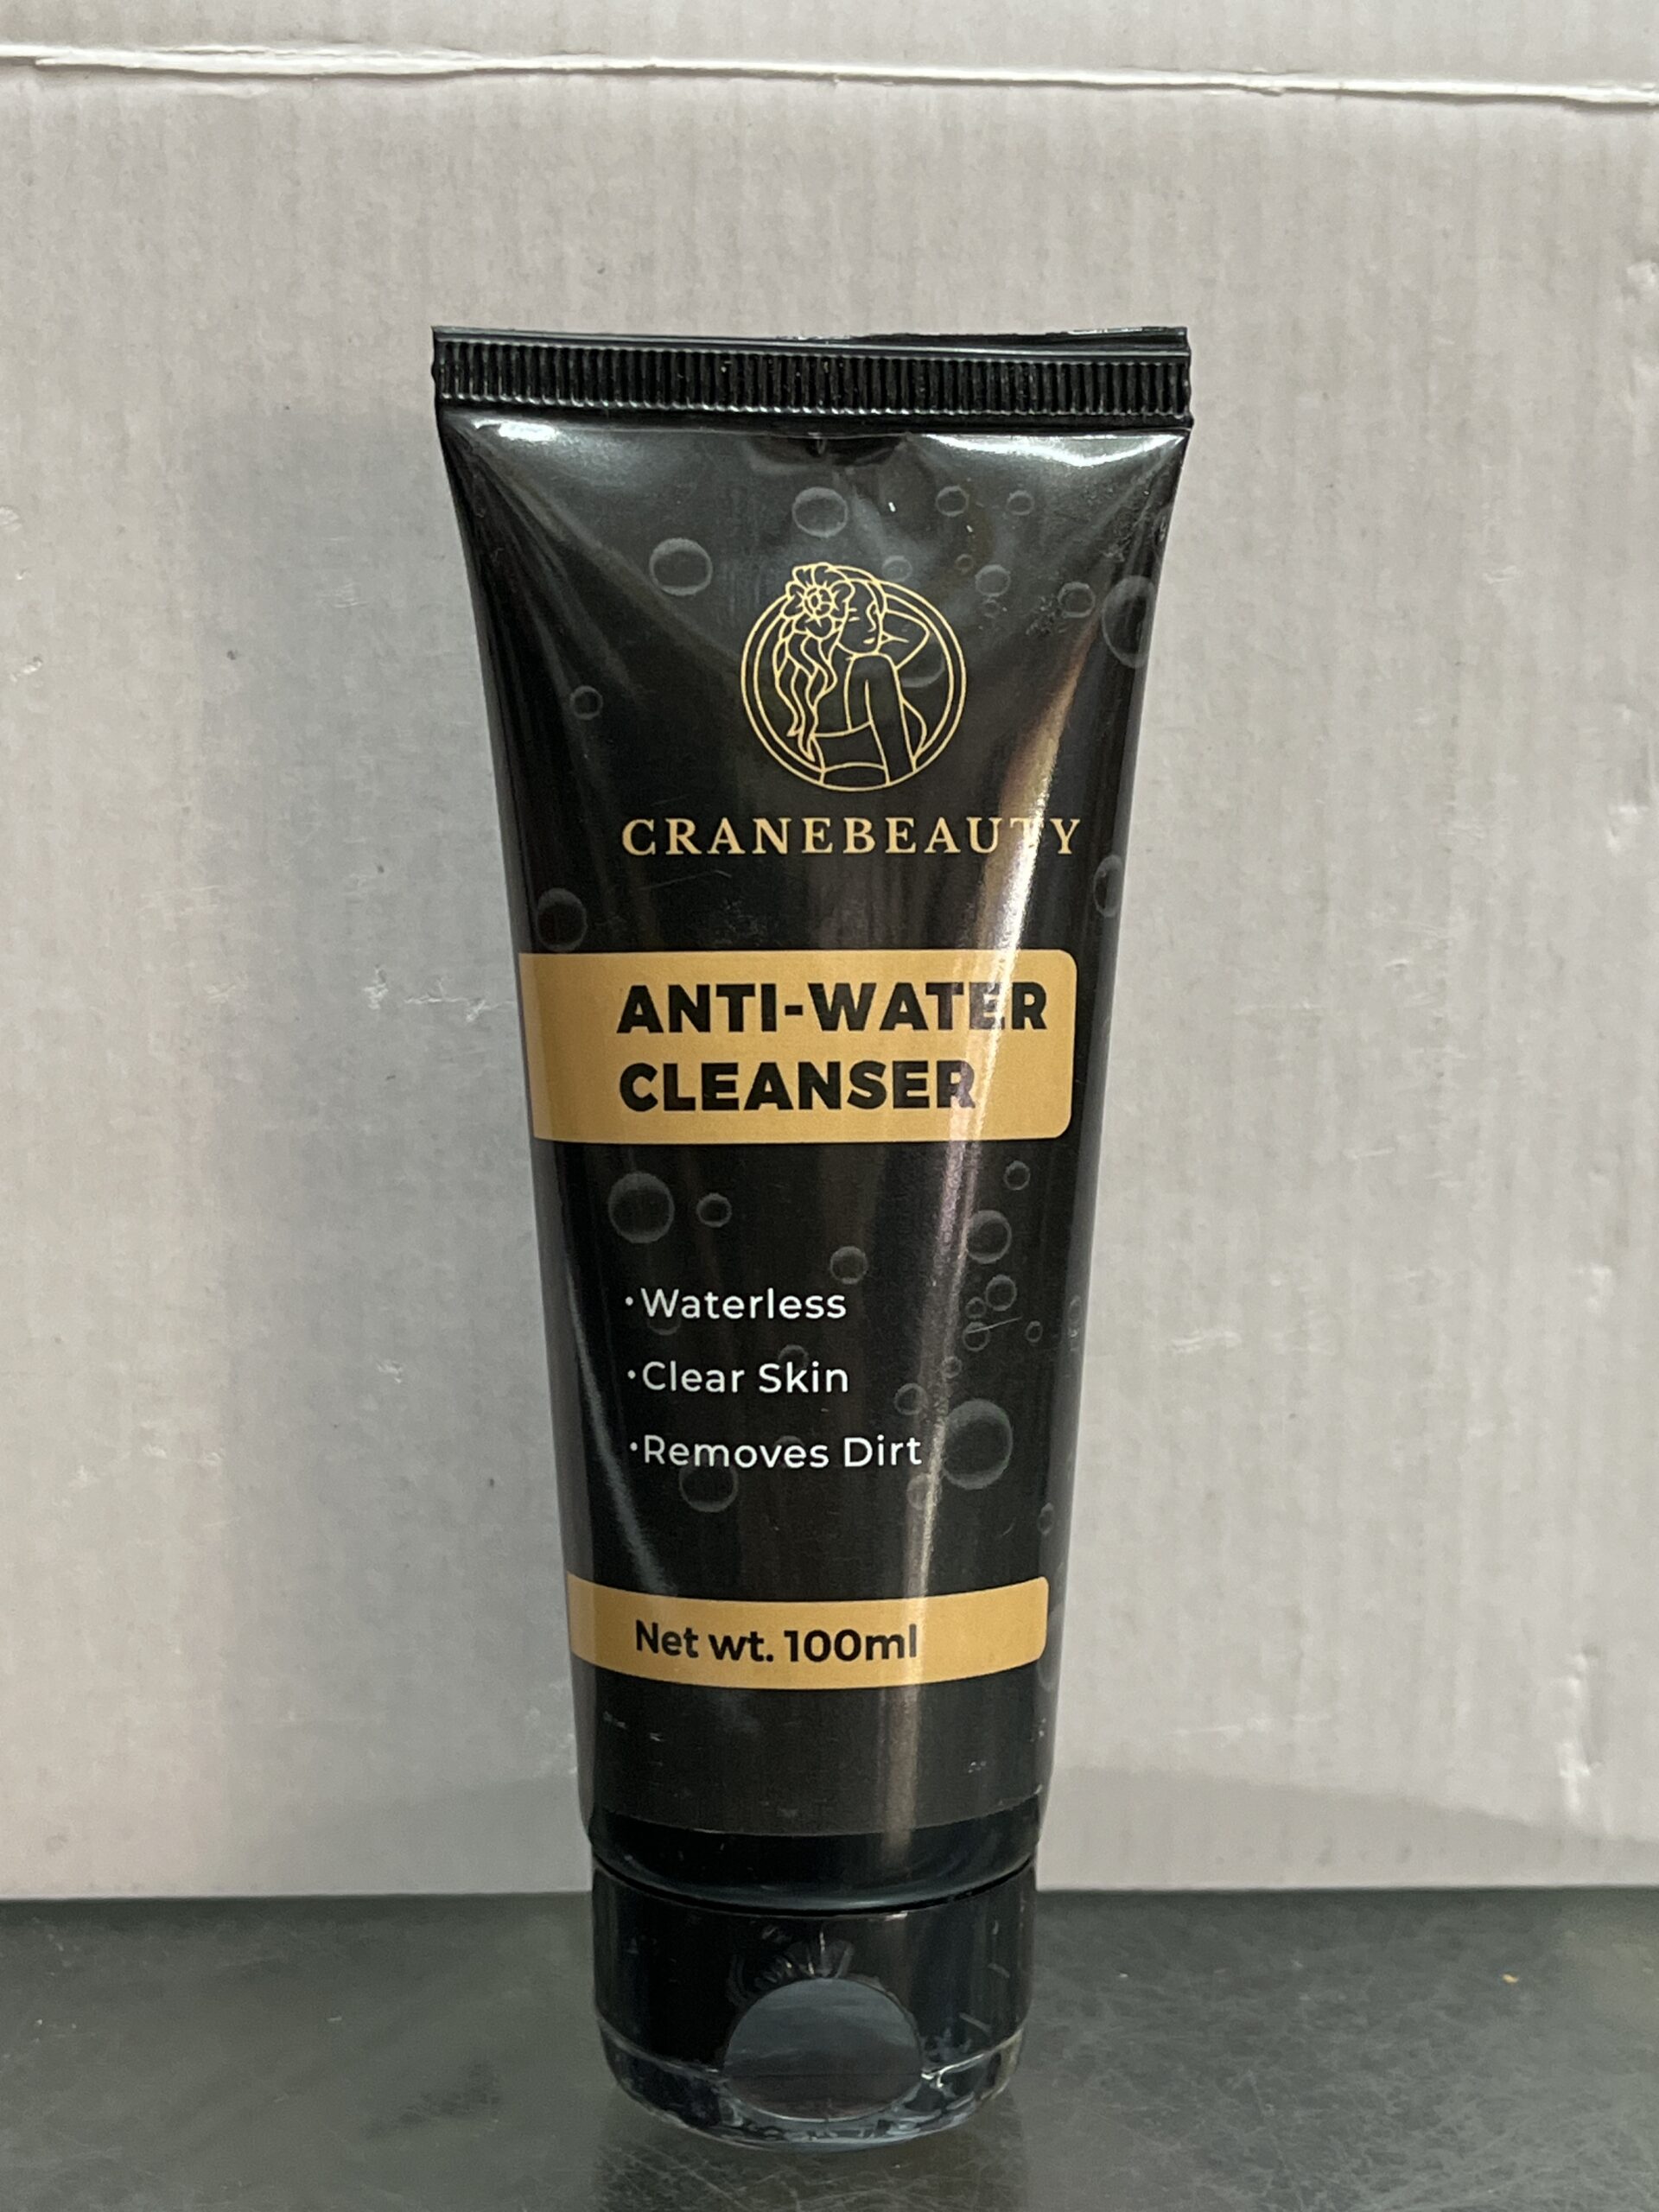 CRANEBEAUTY
ANTI-WATER
CLEANSER
•Waterless
•Clear Skin
•Removes Dirt
Net wt. 100ml